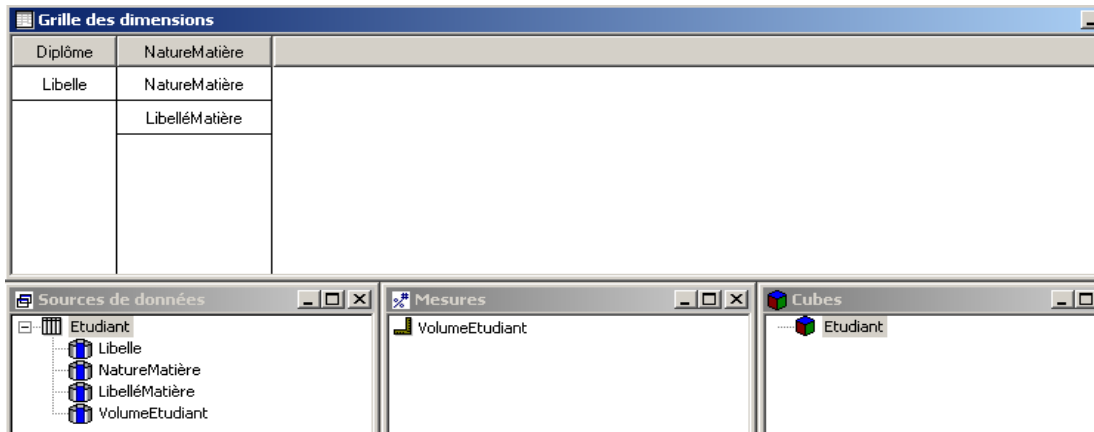 Grille des dimensions
Diplôme NatureMatière
Libelle NatureMatière
LibelléMatière
Sources de données
Etudiant
Libelle
NatureMatière
LibelléMatière
VolumeEtudiant
Mesures
VolumeEtudiant
Cubes
Etudiant